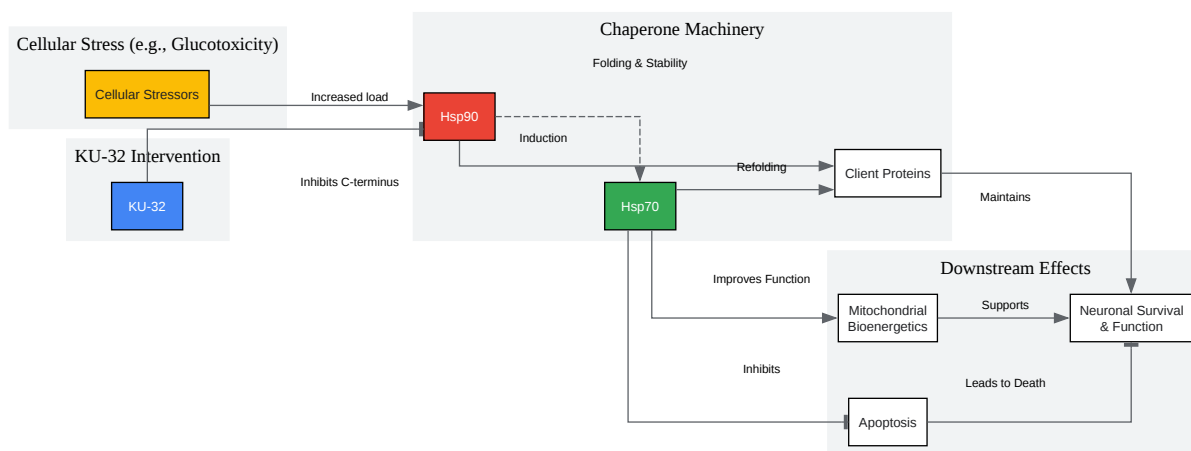 Chaperone Machinery
Cellular Stress (e.g., Glucotoxicity)
Folding & Stability
Cellular Stressors
Increased load
Hsp90
Induction
KU-32 Intervention
Refolding
Client Proteins
Inhibits C-terminus
Maintains
KU-32
Hsp70
Downstream Effects
Improves Function
Mitochondrial
Bioenergetics
Supports
Neuronal Survival
& Function
Inhibits
Leads to Death
Apoptosis